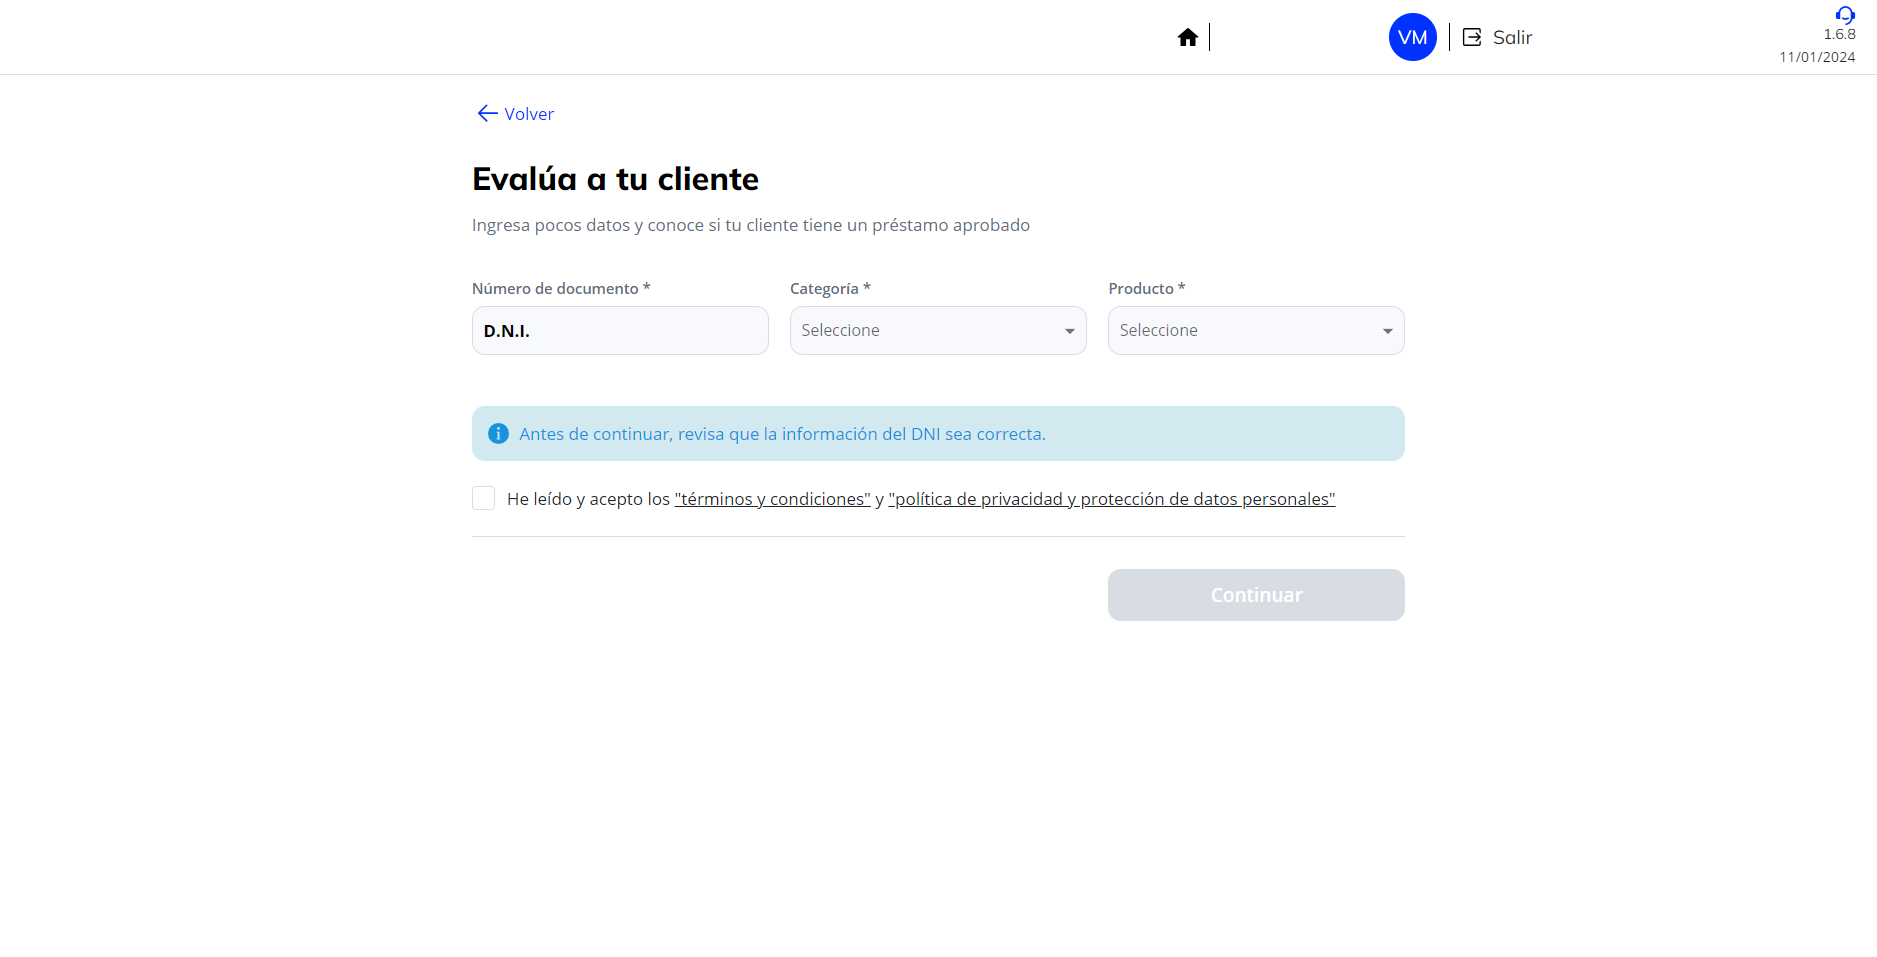 VM
Salir
1.6.8
11/01/2024
Volver
Evalúa a tu cliente
Ingresa pocos datos y conoce si tu cliente tiene un préstamo aprobado
Número de documento * Categoría * Producto *
D.N.I. Seleccione Seleccione
Antes de continuar, revisa que la información del DNI sea correcta.
He leído y acepto los "términos y condiciones" y "política de privacidad y protección de datos personales"
Continuar